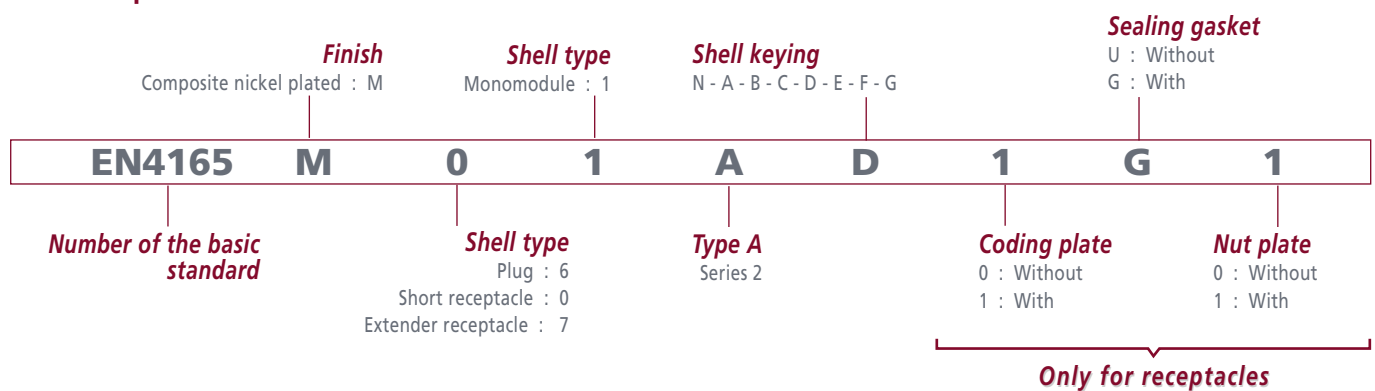 Finish
Composite nickel plated : M
Shell type
Monomodule : 1
Shell keying
N - A - B - C - D - E - F - G
Sealing gasket
U : Without
G : With
EN4165 M 0 1 A D 1 G 1
Number of the basic
standard
Shell type
Plug : 6
Short receptacle : 0
Extender receptacle : 7
Type A
Series 2
Coding plate
0 : Without
1 : With
Nut plate
0 : Without
1 : With
Only for receptacles